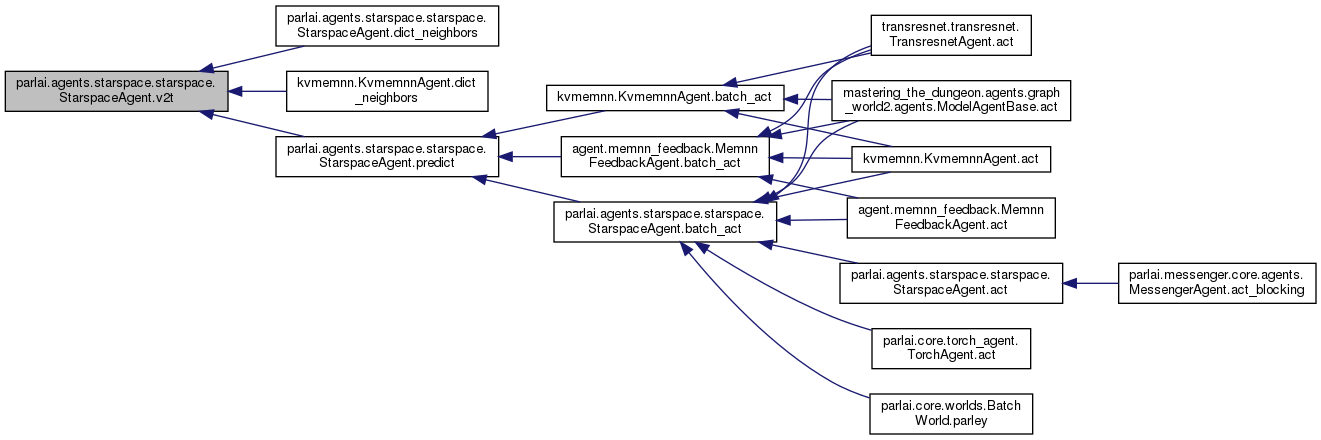 parlai.agents.starspace.starspace.
StarspaceAgent.v2t
parlai.agents.starspace.starspace.
StarspaceAgent.dict_neighbors
kvmemnn.KvmemnnAgent.dict
_neighbors
parlai.agents.starspace.starspace.
StarspaceAgent.predict
kvmemnn.KvmemnnAgent.batch_act
agent.memnn_feedback.Memnn
FeedbackAgent.batch_act
parlai.agents.starspace.starspace.
StarspaceAgent.batch_act
transresnet.transresnet.
TransresnetAgent.act
mastering_the_dungeon.agents.graph
_world2.agents.ModelAgentBase.act
kvmemnn.KvmemnnAgent.act
agent.memnn_feedback.Memnn
FeedbackAgent.act
parlai.agents.starspace.starspace.
StarspaceAgent.act
parlai.messenger.core.agents.
MessengerAgent.act_blocking
parlai.core.torch_agent.
TorchAgent.act
parlai.core.worlds.Batch
World.parley